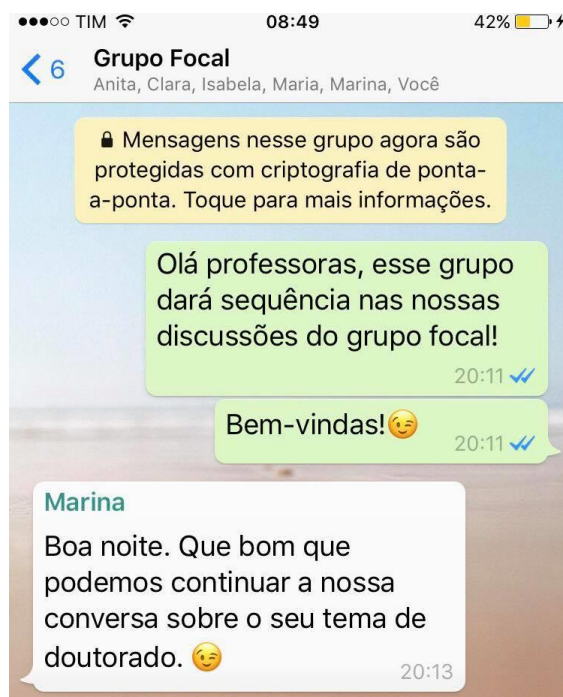 TIM 08:49 42%
6 Grupo Focal
Anita, Clara, Isabela, Maria, Marina, Você
Mensagens nesse grupo agora são
protegidas com criptografia de ponta-
a-ponta. Toque para mais informações.
Olá professoras, esse grupo
dará sequência nas nossas
discussões do grupo focal!
20:11
Bem-vindas!😉
20:11
Marina
Boa noite. Que bom que
podemos continuar a nossa
conversa sobre o seu tema de
doutorado. 😉
20:13